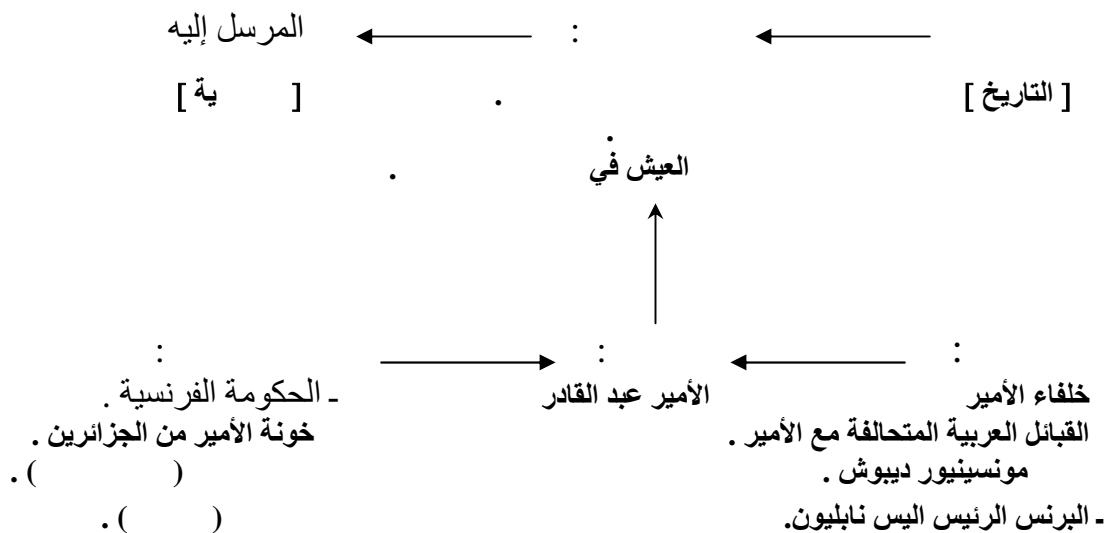 : المرسل إليه
[ التاريخ ] . [ ية ]
.
العيش في .
: : :
خلفاء الأمير الأمير عبد القادر ـ الحكومة الفرنسية .
القبائل العربية المتحالفة مع الأمير . خونة الأمير من الجزائرين .
مونسينيور ديبوش . ( ) .
ـ البرنس الرئيس اليس نابليون. ( ) .